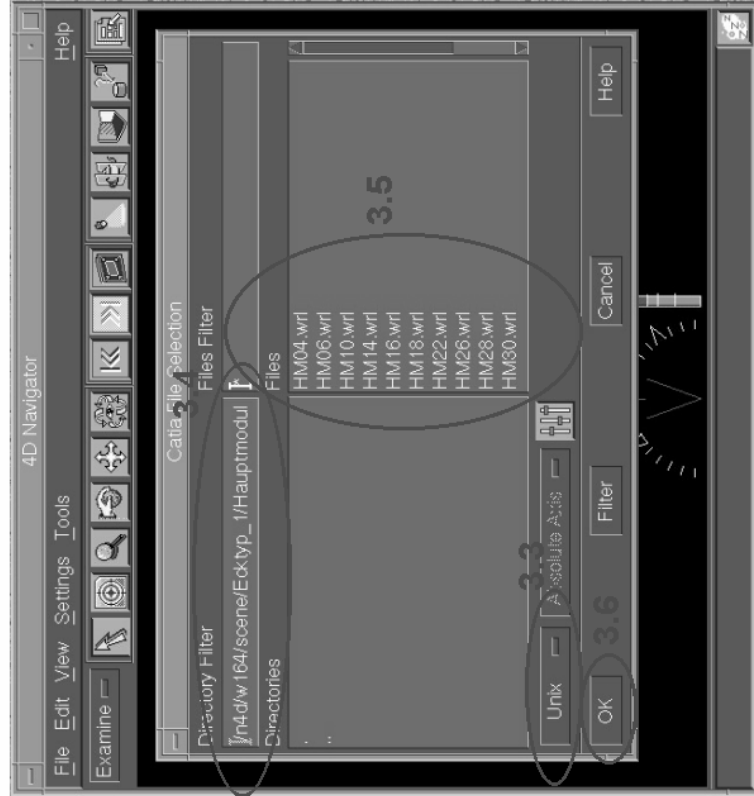 4D Navigator
File Edit View Settings Tools Help
Examine
Catia File Selection
3.4
Directory Filter Files Filter
/n4d/w164/scene/Ecktyp_1/Hauptmodul
Directories Files
.
..
HM04.wrl
HM06.wrl
HM10.wrl
HM14.wrl
HM16.wrl
HM18.wrl
HM22.wrl
HM26.wrl
HM28.wrl
HM30.wrl
3.5
3.3
Unix Absolute Axis
3.6
OK Filter Cancel Help